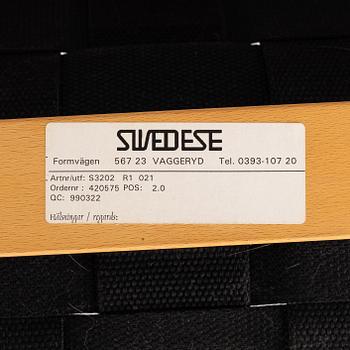 SWEDESE
Formvägen 567 23 VAGGERYD Tel. 0393-107 20
Artnr/utf: S3202 R1 021
Ordernr : 420575 POS: 2.0
QC: 990322
Hälsningar / regards: